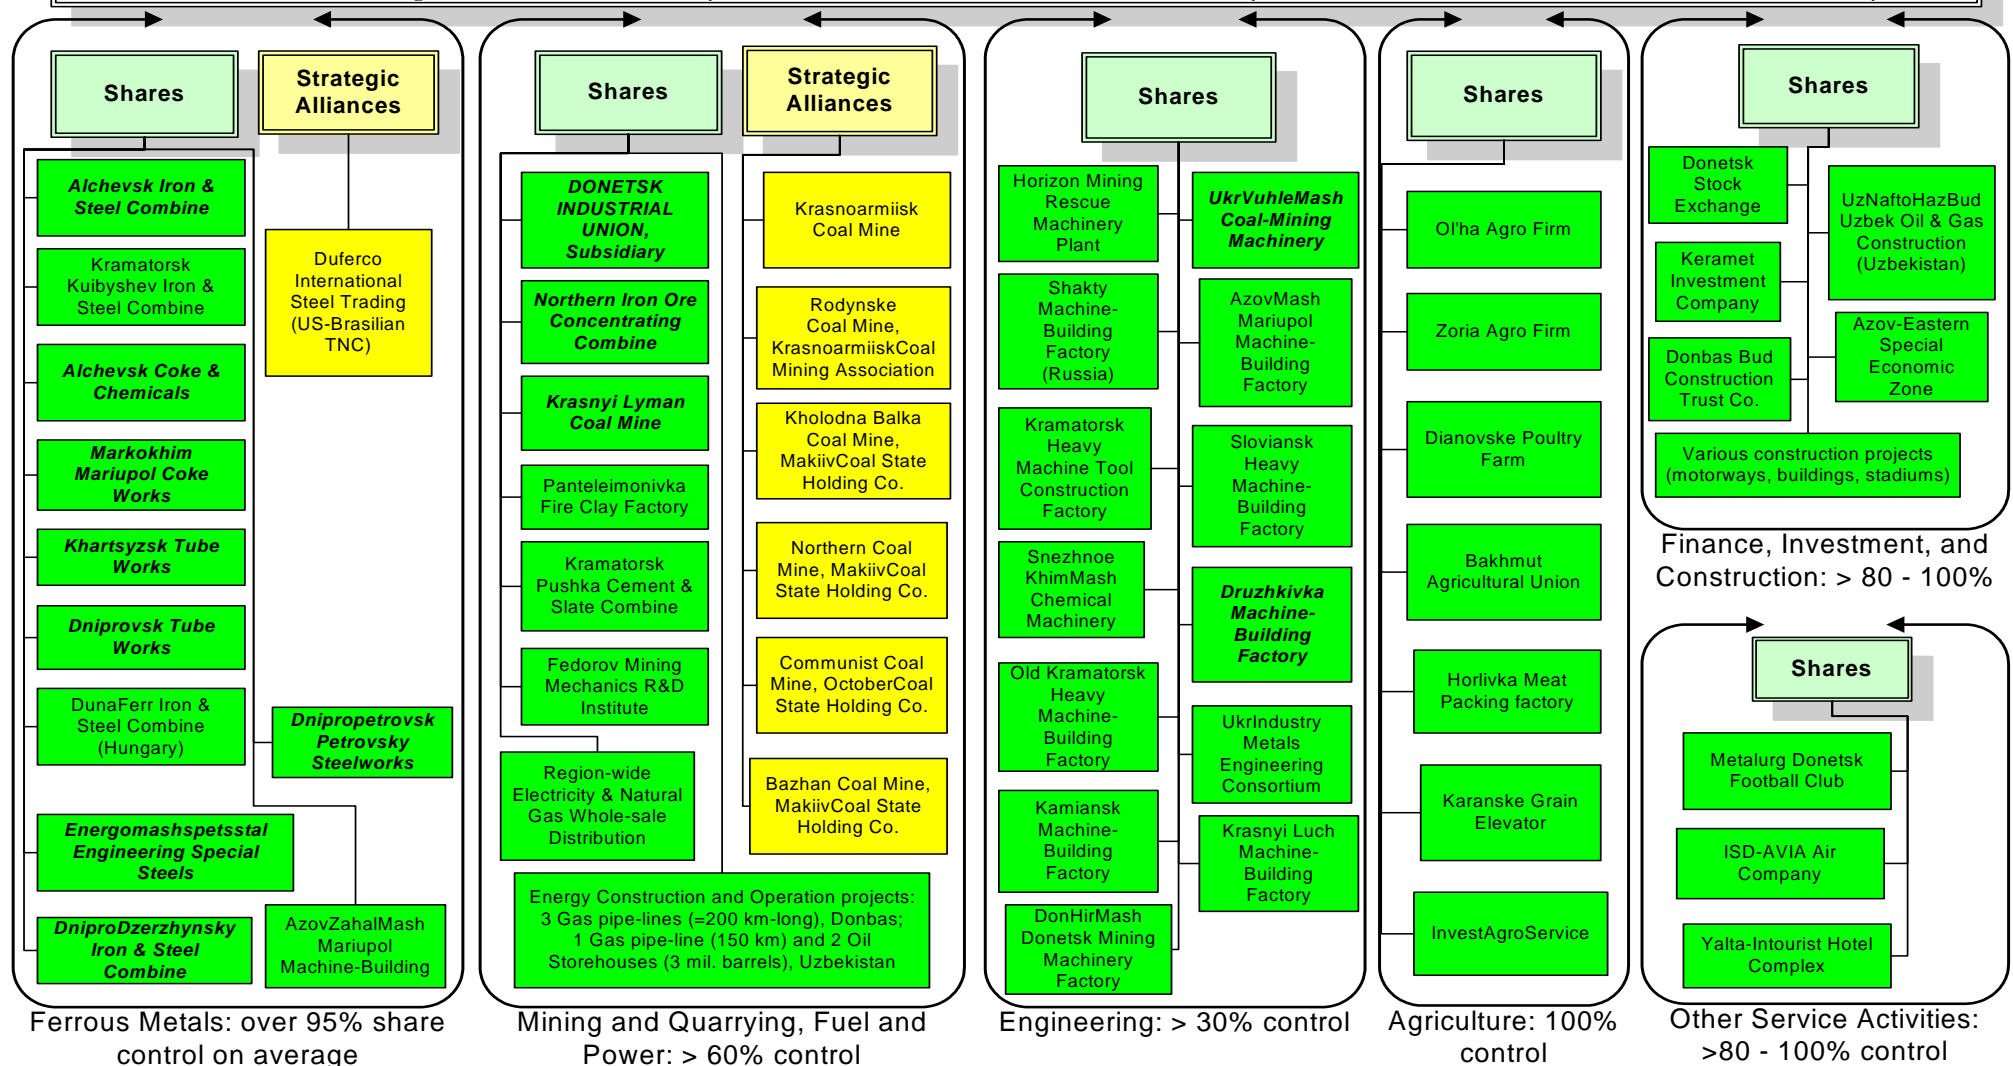 Shares
Strategic
Alliances
Alchevsk Iron &
Steel Combine
Kramatorsk
Kuibyshev Iron &
Steel Combine
Alchevsk Coke &
Chemicals
Markokhim
Mariupol Coke
Works
Khartsyzsk Tube
Works
Dniprovsk Tube
Works
DunaFerr Iron &
Steel Combine
(Hungary)
Energomashspetsstal
Engineering Special
Steels
DniproDzerzhynsky
Iron & Steel
Combine
Duferco
International
Steel Trading
(US-Brasilian
TNC)
Dnipropetrovsk
Petrovsky
Steelworks
AzovZahalMash
Mariupol
Machine-Building
Ferrous Metals: over 95% share
control on average
Shares
Strategic
Alliances
DONETSK
INDUSTRIAL
UNION,
Subsidiary
Northern Iron Ore
Concentrating
Combine
Krasnyi Lyman
Coal Mine
Panteleimonivka
Fire Clay Factory
Kramatorsk
Pushka Cement &
Slate Combine
Fedorov Mining
Mechanics R&D
Institute
Region-wide
Electricity & Natural
Gas Whole-sale
Distribution
Energy Construction and Operation projects:
3 Gas pipe-lines (=200 km-long), Donbas;
1 Gas pipe-line (150 km) and 2 Oil
Storehouses (3 mil. barrels), Uzbekistan
Krasnoarmiisk
Coal Mine
Rodynske
Coal Mine,
KrasnoarmiiskCoal
Mining Association
Kholodna Balka
Coal Mine,
MakiivCoal State
Holding Co.
Northern Coal
Mine, MakiivCoal
State Holding Co.
Communist Coal
Mine, OctoberCoal
State Holding Co.
Bazhan Coal Mine,
MakiivCoal State
Holding Co.
Mining and Quarrying, Fuel and
Power: > 60% control
Shares
Horizon Mining
Rescue
Machinery
Plant
Shakty
Machine-
Building
Factory
(Russia)
Kramatorsk
Heavy
Machine Tool
Construction
Factory
Snezhnoe
KhimMash
Chemical
Machinery
Old Kramatorsk
Heavy
Machine-
Building
Factory
Kamiansk
Machine-
Building
Factory
DonHirMash
Donetsk Mining
Machinery
Factory
UkrVuhleMash
Coal-Mining
Machinery
AzovMash
Mariupol
Machine-
Building
Factory
Sloviansk
Heavy
Machine-
Building
Factory
Druzhkivka
Machine-
Building
Factory
UkrIndustry
Metals
Engineering
Consortium
Krasnyi Luch
Machine-
Building
Factory
Engineering: > 30% control
Shares
Ol'ha Agro Firm
Zoria Agro Firm
Dianovske Poultry
Farm
Bakhmut
Agricultural Union
Horlivka Meat
Packing factory
Karanske Grain
Elevator
InvestAgroService
Agriculture: 100%
control
Shares
Donetsk
Stock
Exchange
Keramet
Investment
Company
Donbas Bud
Construction
Trust Co.
UzNaftoHazBud
Uzbek Oil & Gas
Construction
(Uzbekistan)
Azov-Eastern
Special
Economic
Zone
Various construction projects
(motorways, buildings, stadiums)
Finance, Investment, and
Construction: > 80 - 100%
Shares
Metalurg Donetsk
Football Club
ISD-AVIA Air
Company
Yalta-Intourist Hotel
Complex
Other Service Activities:
>80 - 100% control